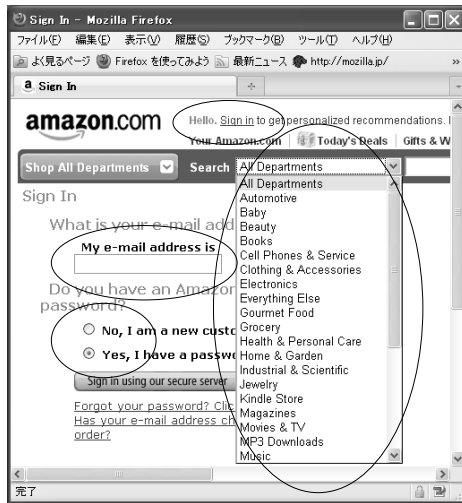 Sign In - Mozilla Firefox
ファイル(F) 編集(E) 表示(V) 履歴(S) ブックマーク(B) ツール(T) ヘルプ(H)
よく見るページ Firefox を使ってみよう 最新ニュース http://mozilla.jp/ »
a Sign In
amazon.com
Hello. Sign in to get personalized recommendations.
Your Amazon.com Today's Deals Gifts & W
Shop All Departments Search All Departments
Sign In
What is your e-mail add
My e-mail address is
Do you have an Amazon
password?
No, I am a new custo
Yes, I have a passwo
Sign in using our secure server
Forgot your password? Clic
Has your e-mail address ch
order?
All Departments
Automotive
Baby
Beauty
Books
Cell Phones & Service
Clothing & Accessories
Electronics
Everything Else
Gourmet Food
Grocery
Health & Personal Care
Home & Garden
Industrial & Scientific
Jewelry
Kindle Store
Magazines
Movies & TV
MP3 Downloads
Music
完了